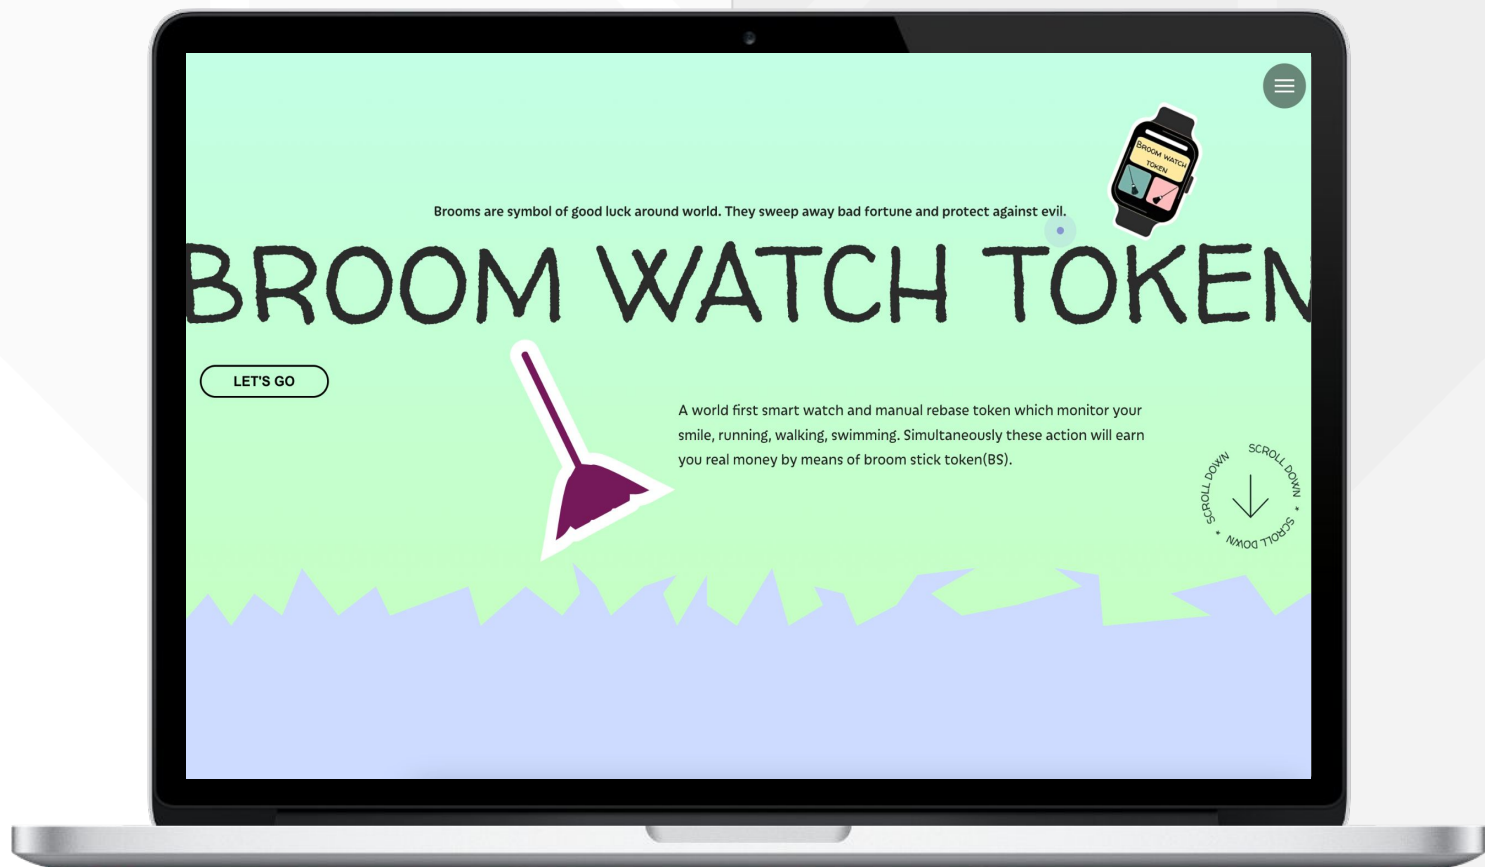 BROOM WATCH
TOKEN
Brooms are symbol of good luck around world. They sweep away bad fortune and protect against evil.
BROOM WATCH TOKEN
LET'S GO
A world first smart watch and manual rebase token which monitor your
smile, running, walking, swimming. Simultaneously these action will earn
you real money by means of broom stick token(BS).
SCROLL DOWN * SCROLL DOWN * SCROLL DOWN